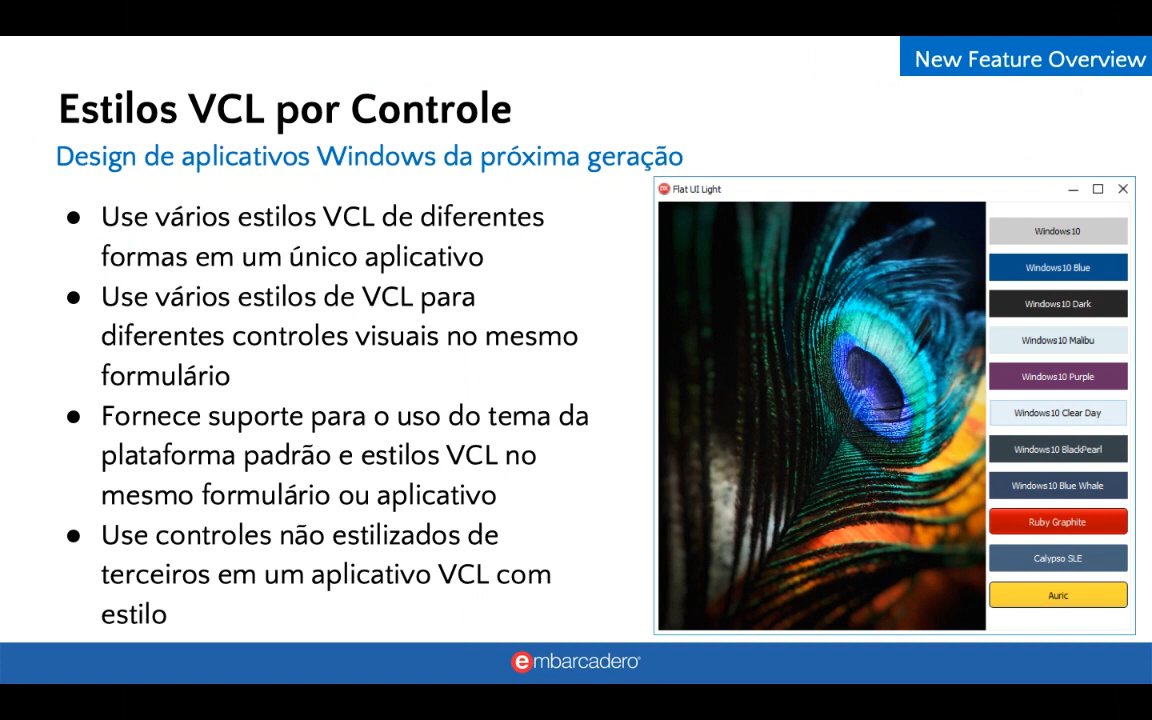 New Feature Overview
Estilos VCL por Controle
Design de aplicativos Windows da próxima geração
● Use vários estilos VCL de diferentes
formas em um único aplicativo
● Use vários estilos de VCL para
diferentes controles visuais no mesmo
formulário
● Fornece suporte para o uso do tema da
plataforma padrão e estilos VCL no
mesmo formulário ou aplicativo
● Use controles não estilizados de
terceiros em um aplicativo VCL com
estilo
DX Flat UI Light
Windows10
Windows10 Blue
Windows10 Dark
Windows10 Malibu
Windows10 Purple
Windows10 Clear Day
Windows10 BlackPearl
Windows10 Blue Whale
Ruby Graphite
Calypso SLE
Auric
embarcadero®